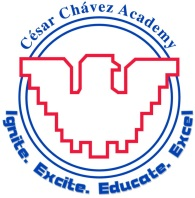 César Chávez Academy
Ignite. Excite. Educate. Excel